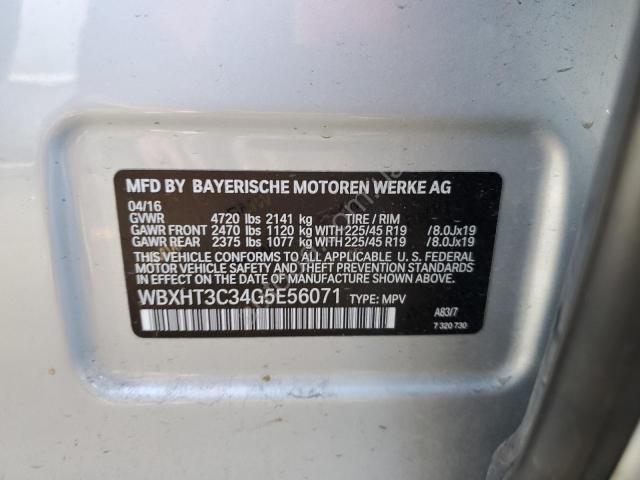 MFD BY BAYERISCHE MOTOREN WERKE AG
04/16
GVWR 4720 lbs 2141 kg TIRE / RIM
GAWR FRONT 2470 lbs 1120 kg WITH 225/45 R19 /8.0Jx19
GAWR REAR 2375 lbs 1077 kg WITH 225/45 R19 /8.0Jx19
THIS VEHICLE CONFORMS TO ALL APPLICABLE U. S. FEDERAL
MOTOR VEHICLE SAFETY, BUMPER, AND THEFT PREVENTION
STANDARDS IN EFFECT ON THE DATE OF MANUFACTURE SHOWN ABOVE.
WBXHT3C34G5E56071 TYPE: MPV
A83/7
7 320 730